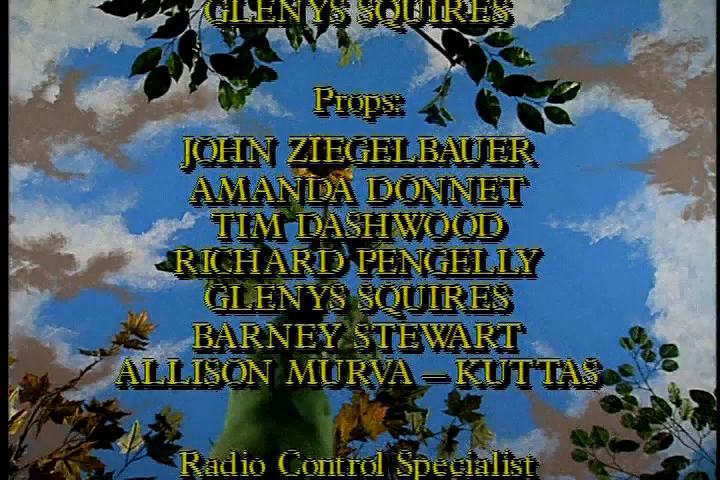 GLENYS SQUIRES
Props:
JOHN ZIEGELBAUER
AMANDA DONNET
TIM DASHWOOD
RICHARD PENGELLY
GLENYS SQUIRES
BARNEY STEWART
ALLISON MURVA – KUTTAS
Radio Control Specialist